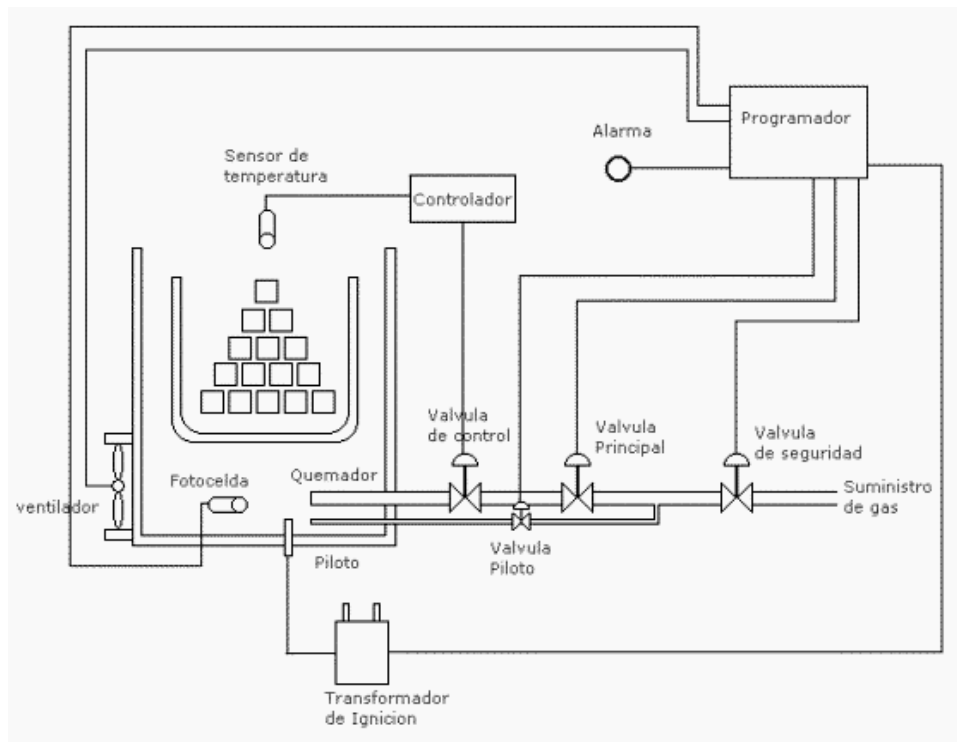 Programador
Alarma
Sensor de
temperatura
Controlador
Valvula
de control
Valvula
Principal
Valvula
de seguridad
Quemador
Fotocelda
Suministro
de gas
ventilador
Piloto
Valvula
Piloto
Transformador
de Ignicion